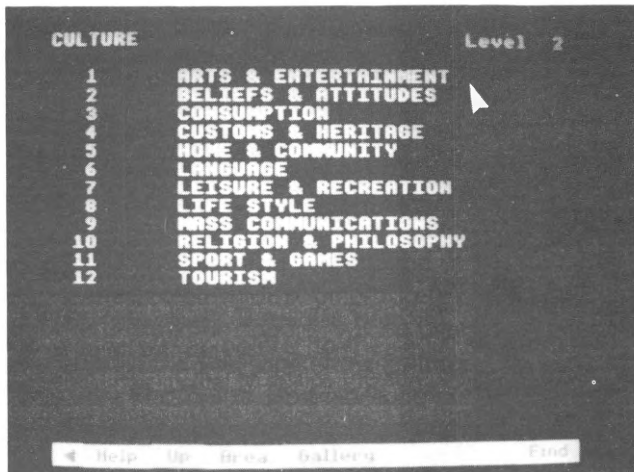 CULTURE Level 2
1 ARTS & ENTERTAINMENT
2 BELIEFS & ATTITUDES
3 CONSUMPTION
4 CUSTOMS & HERITAGE
5 HOME & COMMUNITY
6 LANGUAGE
7 LEISURE & RECREATION
8 LIFE STYLE
9 MASS COMMUNICATIONS
10 RELIGION & PHILOSOPHY
11 SPORT & GAMES
12 TOURISM
Help Up Area Gallery Find